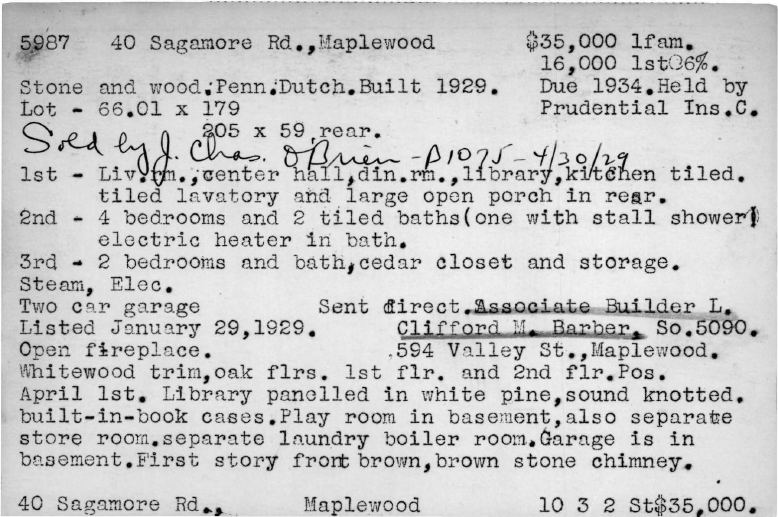 5987 40 Sagamore Rd.,Maplewood $35,000 1fam.
16,000 1st@6%.
Stone and wood;Penn.Dutch.Built 1929. Due 1934.Held by
Lot - 66.01 x 179 Prudential Ins.C.
205 x 59 rear.
Sold by J. Chas. O'Brien - P1075 - 4/30/29
1st - Liv.rm.,center hall,din.rm.,library,kitchen tiled.
tiled lavatory and large open porch in rear.
2nd - 4 bedrooms and 2 tiled baths(one with stall shower)
electric heater in bath.
3rd - 2 bedrooms and bath,cedar closet and storage.
Steam, Elec.
Two car garage Sent direct.Associate Builder L.
Listed January 29,1929. Clifford M. Barber. So.5090.
Open fireplace. 594 Valley St.,Maplewood.
Whitewood trim,oak flrs. 1st flr. and 2nd flr.Pos.
April 1st. Library panelled in white pine,sound knotted.
built-in-book cases.Play room in basement,also separate
store room.separate laundry boiler room.Garage is in
basement.First story front brown,brown stone chimney.
40 Sagamore Rd., Maplewood 10 3 2 St$35,000.